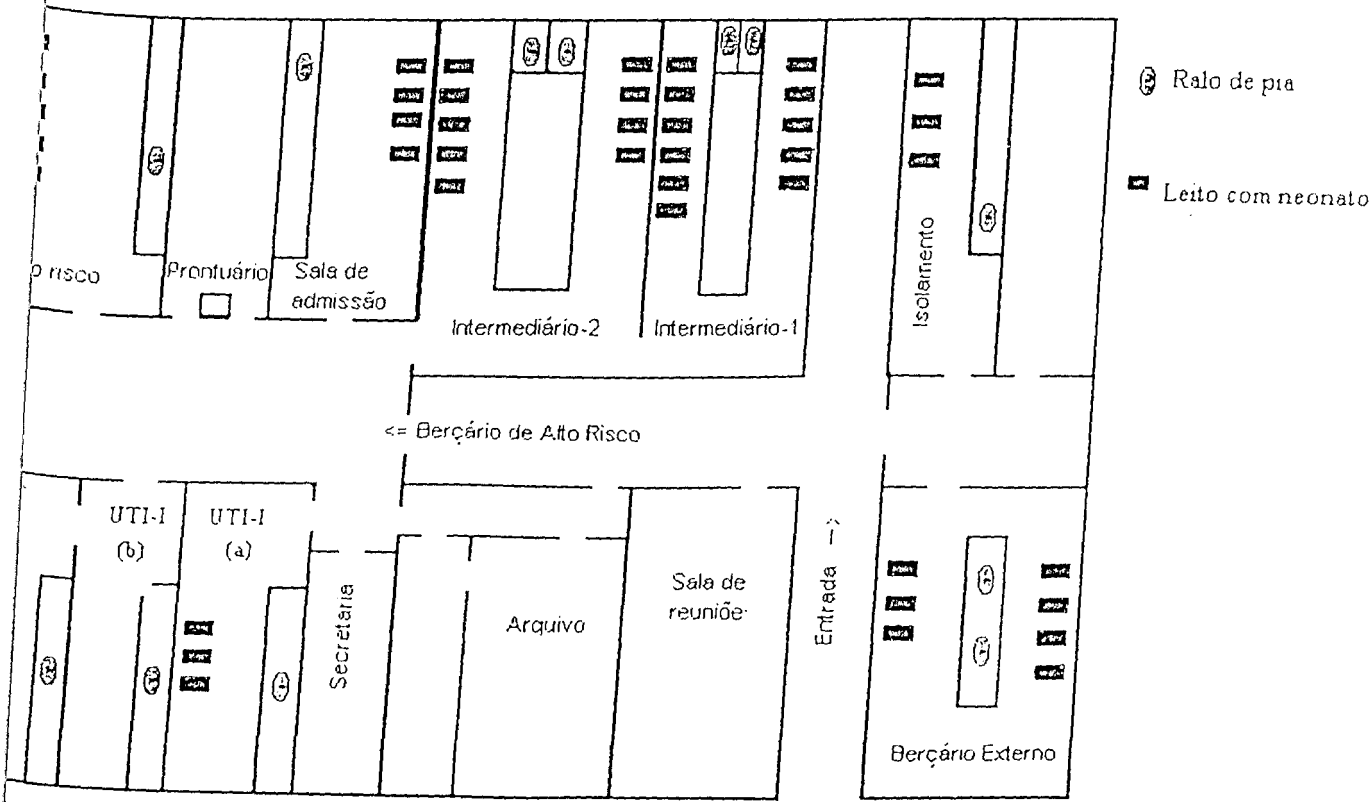 Ralo de pia
Leito com neonato
o risco
Prontuário
Sala de
admissão
Intermediário-2
Intermediário-1
Isolamento
<= Berçário de Alto Risco
UTI-I
(b)
UTI-I
(a)
Secretaria
Arquivo
Sala de
reuniõe
Entrada -->
Berçário Externo